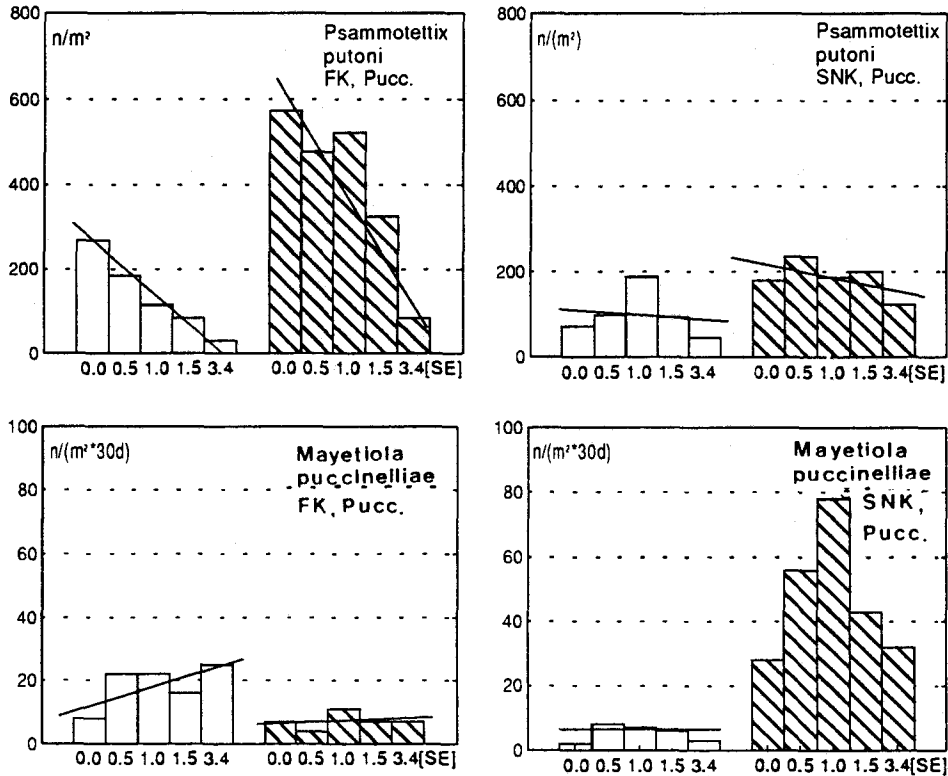 800
600
400
200
0
n/m²
Psammotettix
putoni
FK, Pucc.
0.0 0.5 1.0 1.5 3.4 0.0 0.5 1.0 1.5 3.4[SE]
800
600
400
200
0
n/(m²)
Psammotettix
putoni
SNK, Pucc.
0.0 0.5 1.0 1.5 3.4 0.0 0.5 1.0 1.5 3.4[SE]
100
80
60
40
20
0
n/(m²*30d)
Mayetiola
puccinelliae
FK, Pucc.
0.0 0.5 1.0 1.5 3.4 0.0 0.5 1.0 1.5 3.4[SE]
100
80
60
40
20
0
n/(m²*30d)
Mayetiola
puccinelliae
SNK,
Pucc.
0.0 0.5 1.0 1.5 3.4 0.0 0.5 1.0 1.5 3.4[SE]